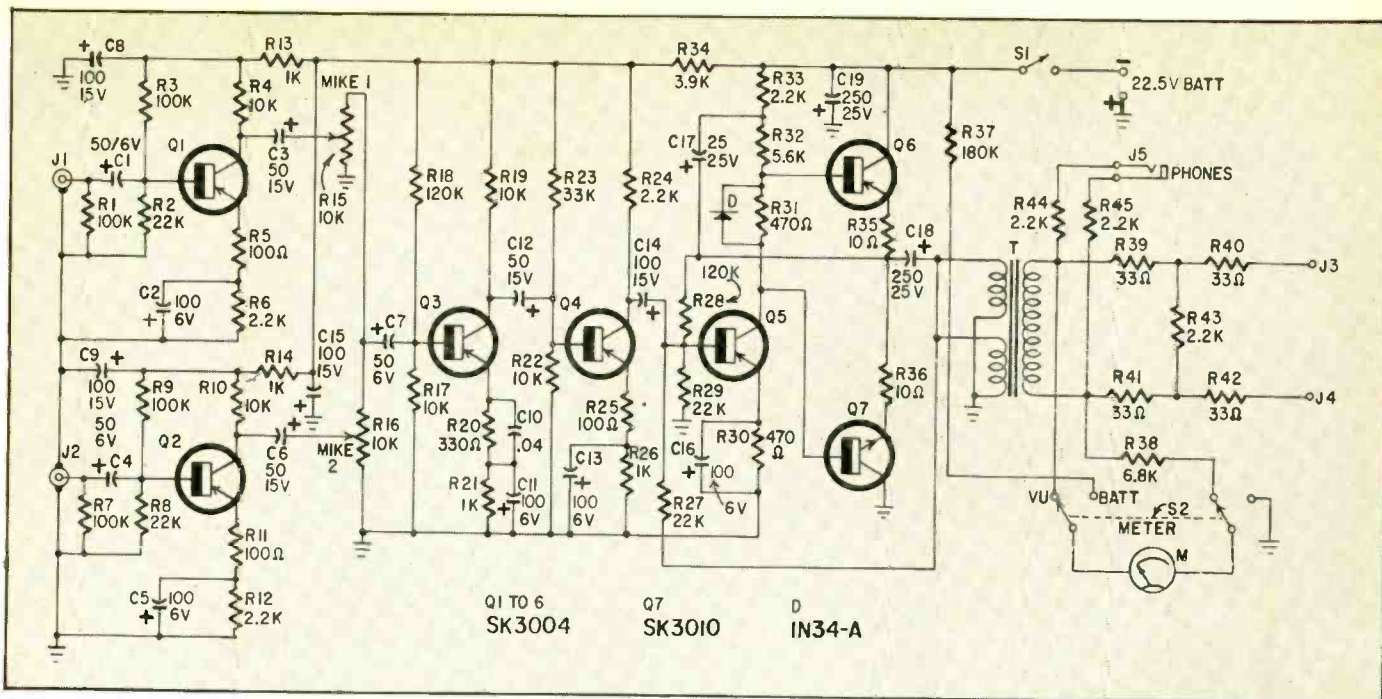 C8
100
15V
R13
1K
R3
100K
R4
10K
MIKE 1
50/6V
C1
Q1
J1
C3
50
15V
R15
10K
R1
100K
R2
22K
R5
100Ω
C2
100
6V
R6
2.2K
C9
100
15V
R14
1K
C15
100
15V
R9
100K
R10
10K
50
6V
C4
Q2
J2
C6
50
15V
MIKE
2
R16
10K
R7
100K
R8
22K
R11
100Ω
C5
100
6V
R12
2.2K
R18
120K
R19
10K
R23
33K
R24
2.2K
C7
50
6V
Q3
C12
50
15V
Q4
C14
100
15V
R17
10K
R22
10K
R20
330Ω
C10
.04
R21
1K
C11
100
6V
R25
100Ω
C13
100
6V
R26
1K
R34
3.9K
R33
2.2K
C19
250
25V
C17
25
25V
R32
5.6K
Q6
D
R31
470Ω
R35
10Ω
C18
250
25V
120K
R28
Q5
R29
22K
C16
100
6V
R30
470
Ω
R27
22K
R36
10Ω
Q7
S1
22.5V BATT
R37
180K
J5
PHONES
R44
2.2K
R45
2.2K
T
R39
33Ω
R40
33Ω
J3
R43
2.2K
R41
33Ω
R42
33Ω
J4
R38
6.8K
VU
BATT
S2
METER
M
Q1 TO 6
SK3004
Q7
SK3010
D
1N34-A